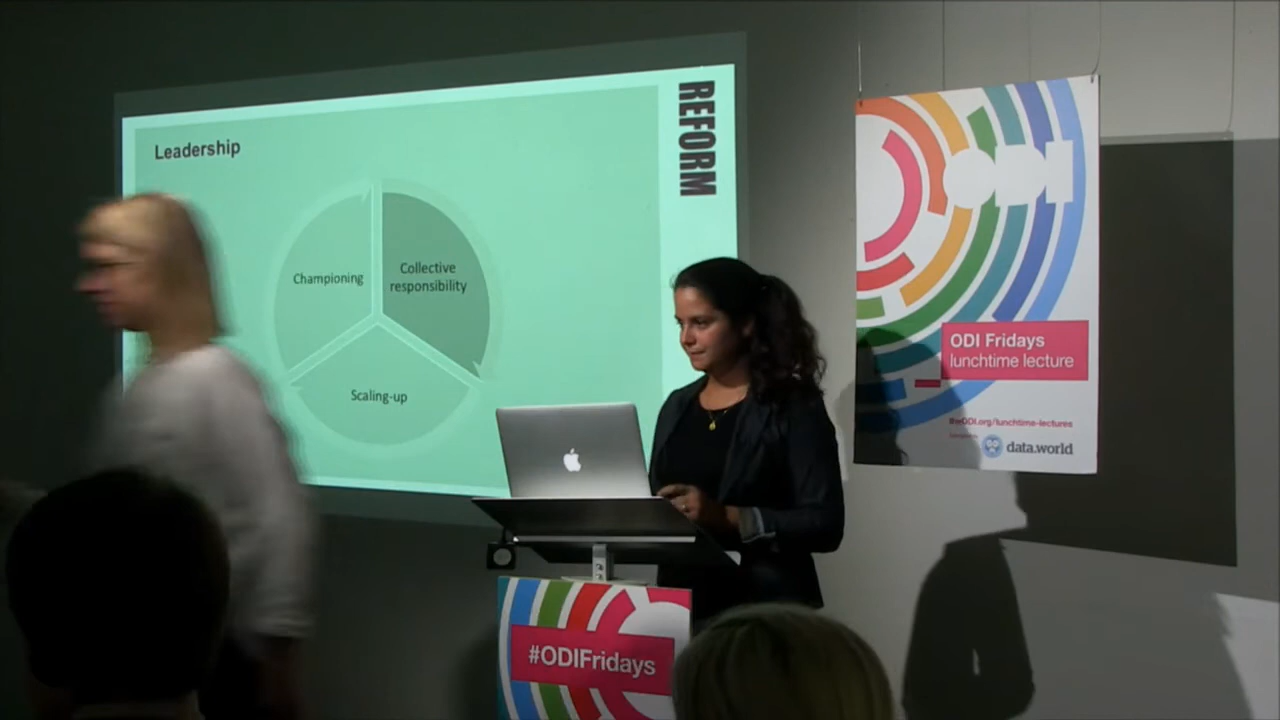 Leadership
REFORM
Championing
Collective
responsibility
Scaling-up
ODI Fridays
lunchtime lecture
data.world
#ODIFridays